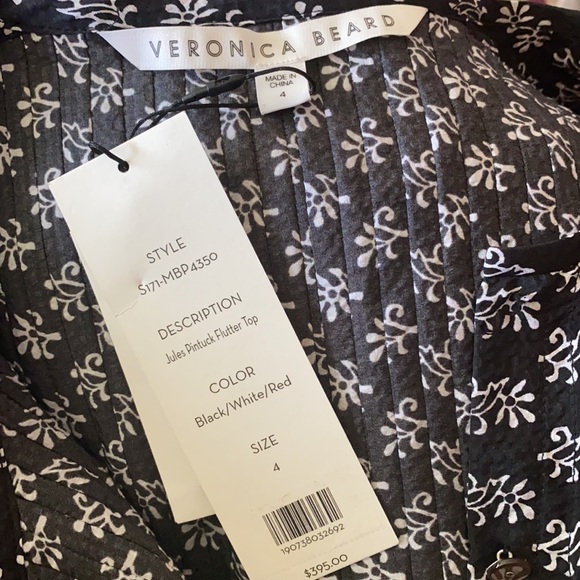 VERONICA BEARD
MADE IN
CHINA
4
STYLE
S171-MBP4350
DESCRIPTION
Jules Pintuck Flutter Top
COLOR
Black/White/Red
SIZE
4
190738032692
$395.00